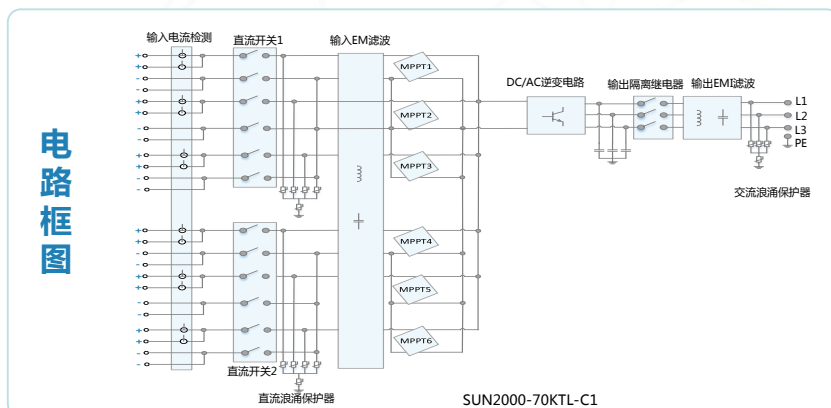 电路框图
输入电流检测
直流开关1
输入EM滤波
MPPT1
MPPT2
MPPT3
MPPT4
MPPT5
MPPT6
DC/AC逆变电路
输出隔离继电器
输出EMI滤波
L1
L2
L3
PE
交流浪涌保护器
直流开关2
直流浪涌保护器
SUN2000-70KTL-C1